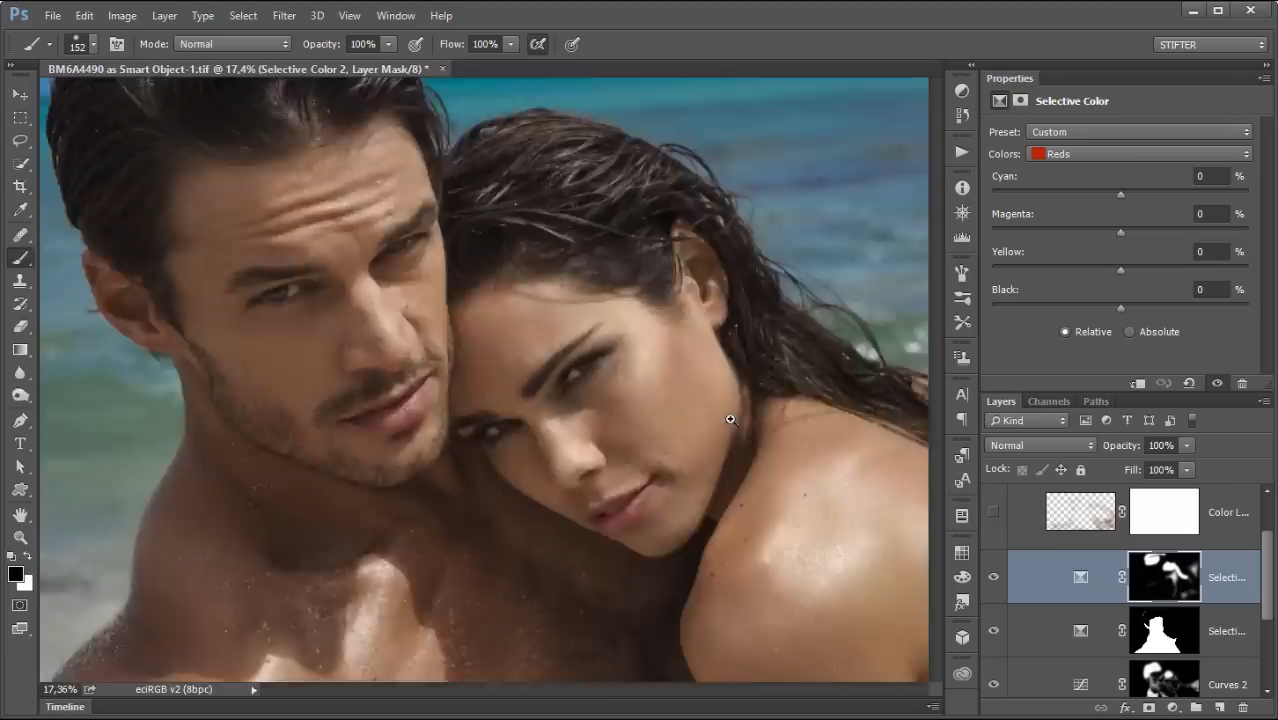 Ps File Edit Image Layer Type Select Filter 3D View Window Help
152 Mode: Normal Opacity: 100% Flow: 100% STIFTER
BM6A4490 as Smart Object-1.tif @ 17,4% (Selective Color 2, Layer Mask/8) * ×
Properties
Selective Color
Preset: Custom
Colors: Reds
Cyan: 0 %
Magenta: 0 %
Yellow: 0 %
Black: 0 %
Relative Absolute
Layers Channels Paths
Kind
Normal Opacity: 100%
Lock: Fill: 100%
Color L...
Selecti...
Selecti...
Curves 2
17,36% eciRGB v2 (8bpc)
Timeline